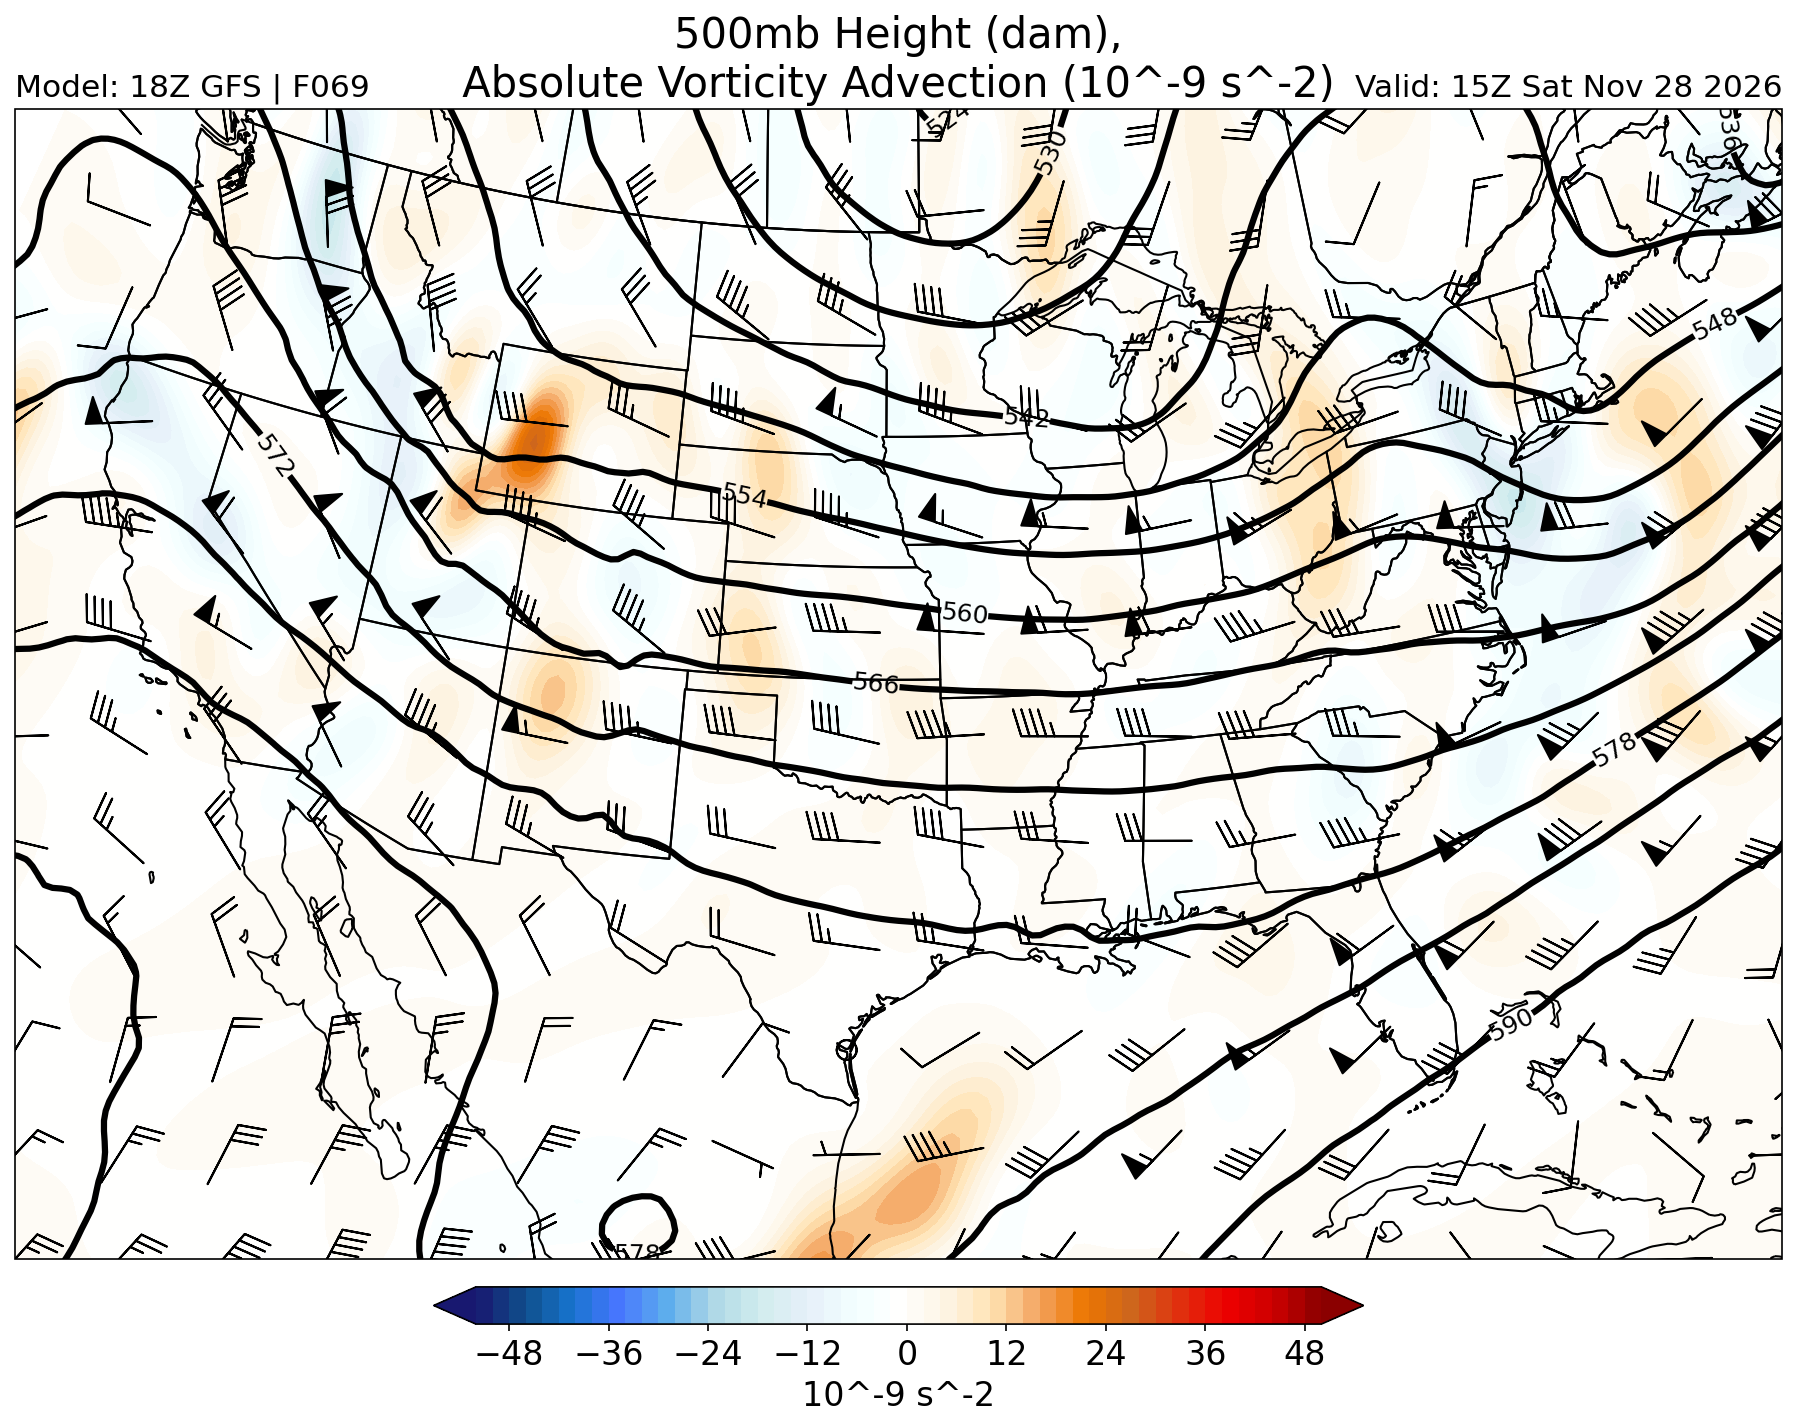 500mb Height (dam),
Model: 18Z GFS | F069
Absolute Vorticity Advection (10^-9 s^-2)
Valid: 15Z Sat Nov 28 2026
524
530
536
548
542
572
554
560
566
578
590
578
−48 −36 −24 −12 0 12 24 36 48
10^-9 s^-2